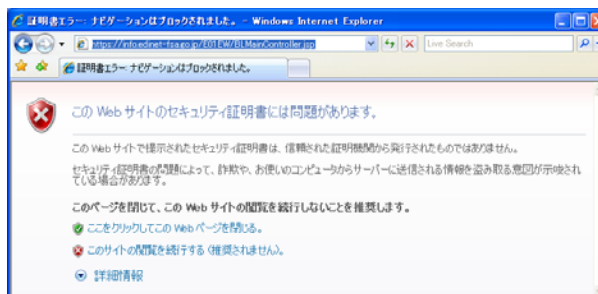 証明書エラー: ナビゲーションはブロックされました。 - Windows Internet Explorer
https://info.edinet-fsa.go.jp/E01EW/BLMainController.jsp
Live Search
証明書エラー: ナビゲーションはブロックされました。
この Web サイトのセキュリティ証明書には問題があります。
この Web サイトで提示されたセキュリティ証明書は、信頼された証明機関から発行されたものではありません。
セキュリティ証明書の問題によって、詐欺や、お使いのコンピュータからサーバーに送信される情報を盗み取る意図が示唆され
ている場合があります。
このページを閉じて、この Web サイトの閲覧を続行しないことを推奨します。
ここをクリックしてこの Web ページを閉じる。
このサイトの閲覧を続行する (推奨されません)。
詳細情報